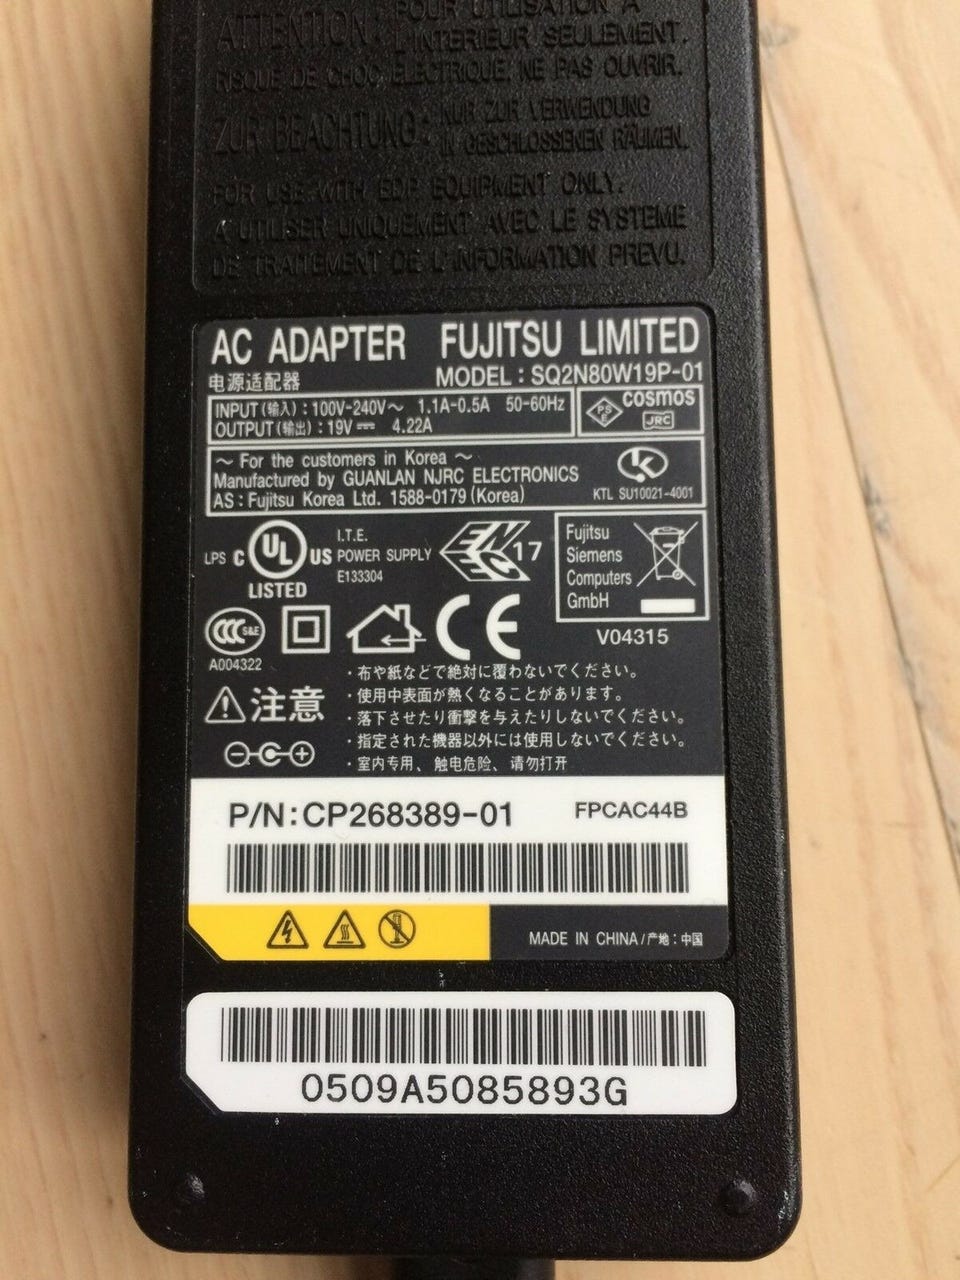 ATTENTION : POUR UTILISATION A
L'INTERIEUR SEULEMENT.
RISQUE DE CHOC ELECTRIQUE, NE PAS OUVRIR.
ZUR BEACHTUNG : NUR ZUR VERWENDUNG
IN GESCHLOSSENEN RÄUMEN.
FOR USE WITH EDP EQUIPMENT ONLY.
A UTILISER UNIQUEMENT AVEC LE SYSTEME
DE TRAITEMENT DE L'INFORMATION PREVU.
AC ADAPTER FUJITSU LIMITED
电源适配器 MODEL : SQ2N80W19P-01
INPUT (输入) : 100V-240V～ 1.1A-0.5A 50-60Hz
OUTPUT (输出) : 19V ⎓ 4.22A
PS E cosmos
JRC
～ For the customers in Korea ～
Manufactured by GUANLAN NJRC ELECTRONICS
AS : Fujitsu Korea Ltd. 1588-0179 (Korea)
KTL SU10021-4001
LPS C UL US LISTED
I.T.E.
POWER SUPPLY
E133304
17
Fujitsu
Siemens
Computers
GmbH
V04315
CCC S&E
A004322
CE
⚠注意
・布や紙などで絶対に覆わないでください。
・使用中表面が熱くなることがあります。
・落下させたり衝撃を与えたりしないでください。
・指定された機器以外には使用しないでください。
・室内专用、触电危险、请勿打开
P/N : CP268389-01 FPCAC44B
MADE IN CHINA / 产地 : 中国
0509A5085893G